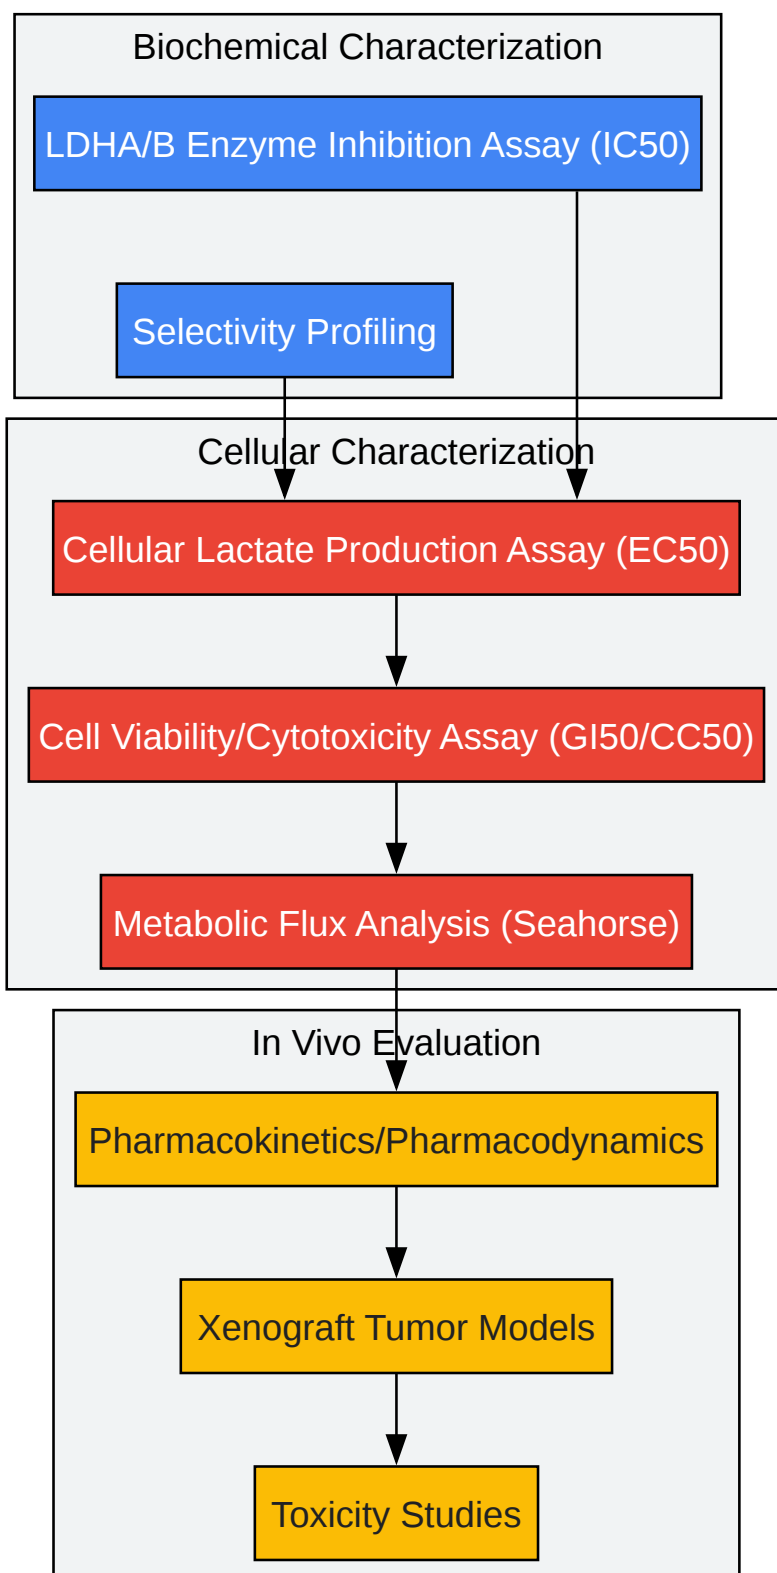 Biochemical Characterization
LDHA/B Enzyme Inhibition Assay (IC50)
Selectivity Profiling
Cellular Characterization
Cellular Lactate Production Assay (EC50)
Cell Viability/Cytotoxicity Assay (GI50/CC50)
Metabolic Flux Analysis (Seahorse)
In Vivo Evaluation
Pharmacokinetics/Pharmacodynamics
Xenograft Tumor Models
Toxicity Studies